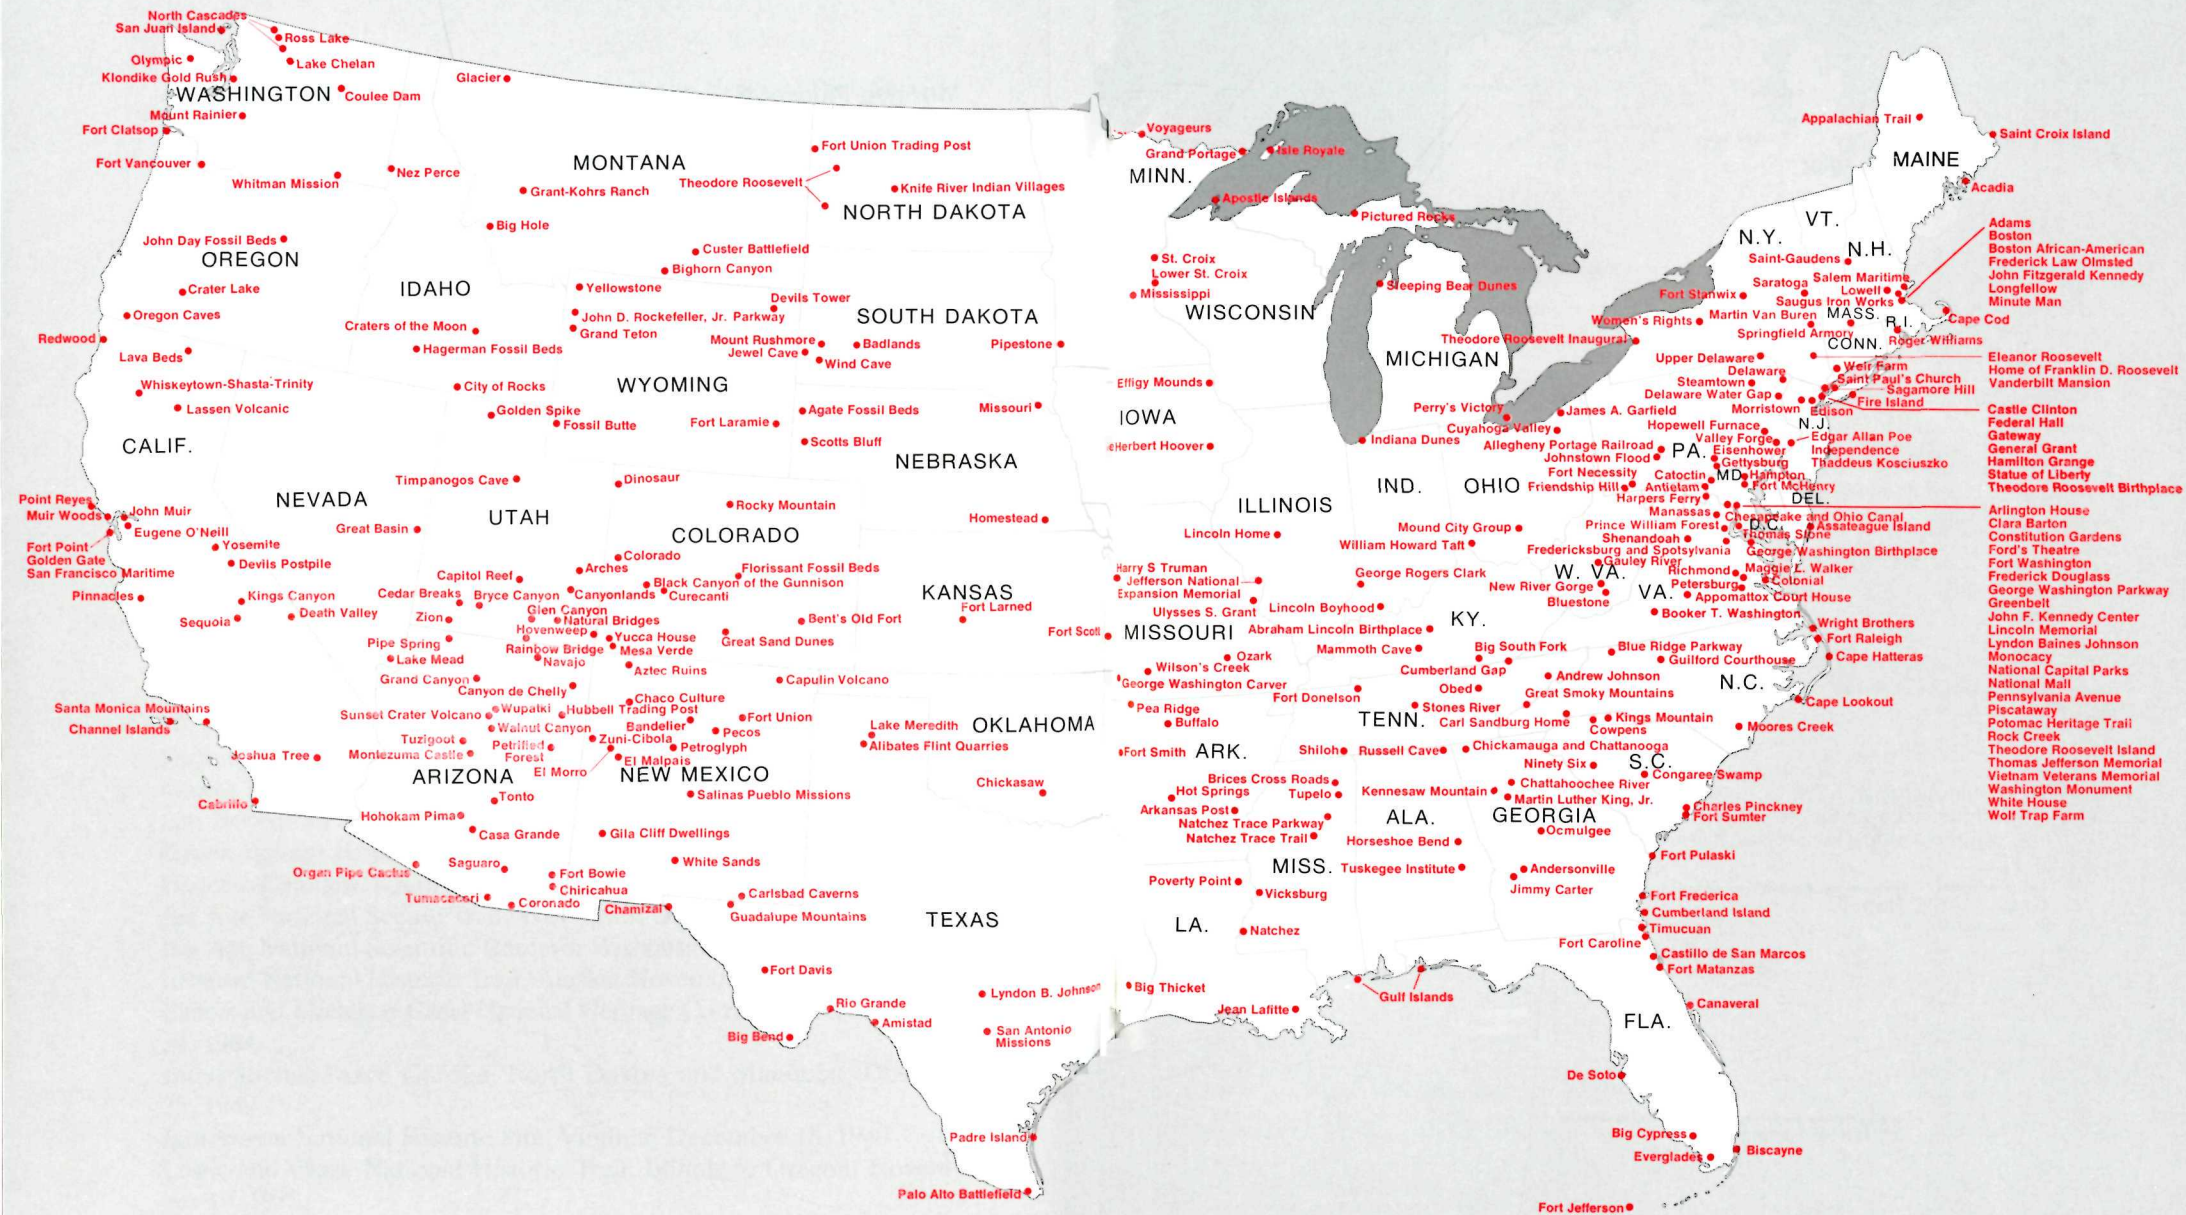 North Cascades
San Juan Island
Ross Lake
Olympic
Lake Chelan
Klondike Gold Rush
WASHINGTON
Coulee Dam
Glacier
Mount Rainier
Fort Clatsop
Fort Vancouver
Whitman Mission
Nez Perce
MONTANA
Grant-Kohrs Ranch
Big Hole
Fort Union Trading Post
Theodore Roosevelt
Knife River Indian Villages
NORTH DAKOTA
John Day Fossil Beds
OREGON
Crater Lake
Oregon Caves
Redwood
Lava Beds
IDAHO
Craters of the Moon
Hagerman Fossil Beds
Custer Battlefield
Bighorn Canyon
Yellowstone
Devils Tower
John D. Rockefeller, Jr. Parkway
Grand Teton
SOUTH DAKOTA
Mount Rushmore
Jewel Cave
Badlands
Wind Cave
Pipestone
Whiskeytown-Shasta-Trinity
Lassen Volcanic
CALIF.
City of Rocks
Golden Spike
Fossil Butte
WYOMING
Fort Laramie
Agate Fossil Beds
Scotts Bluff
Missouri
NEBRASKA
NEVADA
Timpanogos Cave
Dinosaur
UTAH
Great Basin
Rocky Mountain
COLORADO
Homestead
Point Reyes
Muir Woods
John Muir
Eugene O'Neill
Fort Point
Golden Gate
San Francisco Maritime
Yosemite
Devils Postpile
Pinnacles
Kings Canyon
Sequoia
Death Valley
Colorado
Arches
Capitol Reef
Florissant Fossil Beds
Black Canyon of the Gunnison
Cedar Breaks
Bryce Canyon
Canyonlands
Curecanti
KANSAS
Fort Larned
Glen Canyon
Zion
Natural Bridges
Bent's Old Fort
Hovenweep
Yucca House
Great Sand Dunes
Fort Scott
Pipe Spring
Rainbow Bridge
Mesa Verde
Lake Mead
Navajo
Aztec Ruins
Grand Canyon
Canyon de Chelly
Capulin Volcano
Chaco Culture
Santa Monica Mountains
Channel Islands
Sunset Crater Volcano
Wupatki
Hubbell Trading Post
Fort Union
Walnut Canyon
Bandelier
Pecos
Lake Meredith
OKLAHOMA
Tuzigoot
Petrified
Forest
Zuni-Cibola
Petroglyph
Alibates Flint Quarries
Joshua Tree
Montezuma Castle
El Malpais
El Morro
ARIZONA
NEW MEXICO
Chickasaw
Cabrillo
Tonto
Salinas Pueblo Missions
Hohokam Pima
Casa Grande
Gila Cliff Dwellings
Organ Pipe Cactus
Saguaro
Fort Bowie
White Sands
Chiricahua
Tumacacori
Coronado
Chamizal
Carlsbad Caverns
Guadalupe Mountains
TEXAS
Fort Davis
Rio Grande
Amistad
Big Bend
Lyndon B. Johnson
San Antonio
Missions
Padre Island
Palo Alto Battlefield
Voyageurs
Grand Portage
Isle Royale
MINN.
Apostle Islands
Pictured Rocks
St. Croix
Lower St. Croix
Mississippi
WISCONSIN
Sleeping Bear Dunes
MICHIGAN
Effigy Mounds
IOWA
Herbert Hoover
Indiana Dunes
Perry's Victory
James A. Garfield
Cuyahoga Valley
ILLINOIS
IND.
OHIO
Lincoln Home
Mound City Group
William Howard Taft
Harry S Truman
Jefferson National
Expansion Memorial
Ulysses S. Grant
George Rogers Clark
Lincoln Boyhood
MISSOURI
Abraham Lincoln Birthplace
KY.
Mammoth Cave
Ozark
Wilson's Creek
George Washington Carver
Big South Fork
Cumberland Gap
Fort Donelson
Obed
Stones River
Pea Ridge
Buffalo
TENN.
Andrew Johnson
Great Smoky Mountains
Carl Sandburg Home
Fort Smith
ARK.
Shiloh
Russell Cave
Chickamauga and Chattanooga
Kings Mountain
Cowpens
Brices Cross Roads
Hot Springs
Tupelo
Arkansas Post
Natchez Trace Parkway
Natchez Trace Trail
Kennesaw Mountain
Chattahoochee River
Martin Luther King, Jr.
Ninety Six
S.C.
Congaree Swamp
ALA.
GEORGIA
Ocmulgee
Charles Pinckney
Fort Sumter
Horseshoe Bend
MISS.
Tuskegee Institute
Andersonville
Jimmy Carter
Fort Pulaski
Poverty Point
Vicksburg
Fort Frederica
Cumberland Island
Timucuan
Fort Caroline
Castillo de San Marcos
Fort Matanzas
LA.
Natchez
Big Thicket
Jean Lafitte
Gulf Islands
FLA.
Canaveral
De Soto
Big Cypress
Everglades
Biscayne
Fort Jefferson
Appalachian Trail
Saint Croix Island
MAINE
Acadia
VT.
N.Y.
N.H.
Saint-Gaudens
Saratoga
Salem Maritime
Lowell
Fort Stanwix
Saugus Iron Works
Women's Rights
Martin Van Buren
MASS.
R.I.
Cape Cod
Theodore Roosevelt Inaugural
Springfield Armory
CONN.
Roger Williams
Upper Delaware
Weir Farm
Delaware
Steamtown
Saint Paul's Church
Sagamore Hill
Delaware Water Gap
Fire Island
Morristown
Edison
N.J.
Hopewell Furnace
Valley Forge
Edgar Allan Poe
Independence
Thaddeus Kosciuszko
Allegheny Portage Railroad
Johnstown Flood
PA.
Eisenhower
Gettysburg
Fort Necessity
Friendship Hill
Catoctin
MD.
Hampton
Antietam
Fort McHenry
Harpers Ferry
DEL.
Manassas
Chesapeake and Ohio Canal
Prince William Forest
D.C.
Assateague Island
Shenandoah
Thomas Stone
Fredericksburg and Spotsylvania
George Washington Birthplace
Gauley River
W. VA.
Richmond
Maggie L. Walker
New River Gorge
Petersburg
Colonial
Bluestone
VA.
Appomattox Court House
Booker T. Washington
Wright Brothers
Fort Raleigh
Blue Ridge Parkway
Guilford Courthouse
Cape Hatteras
N.C.
Cape Lookout
Moores Creek
Adams
Boston
Boston African-American
Frederick Law Olmsted
John Fitzgerald Kennedy
Longfellow
Minute Man
Eleanor Roosevelt
Home of Franklin D. Roosevelt
Vanderbilt Mansion
Castle Clinton
Federal Hall
Gateway
General Grant
Hamilton Grange
Statue of Liberty
Theodore Roosevelt Birthplace
Arlington House
Clara Barton
Constitution Gardens
Ford's Theatre
Fort Washington
Frederick Douglass
George Washington Parkway
Greenbelt
John F. Kennedy Center
Lincoln Memorial
Lyndon Baines Johnson
Monocacy
National Capital Parks
National Mall
Pennsylvania Avenue
Piscataway
Potomac Heritage Trail
Rock Creek
Theodore Roosevelt Island
Thomas Jefferson Memorial
Vietnam Veterans Memorial
Washington Monument
White House
Wolf Trap Farm